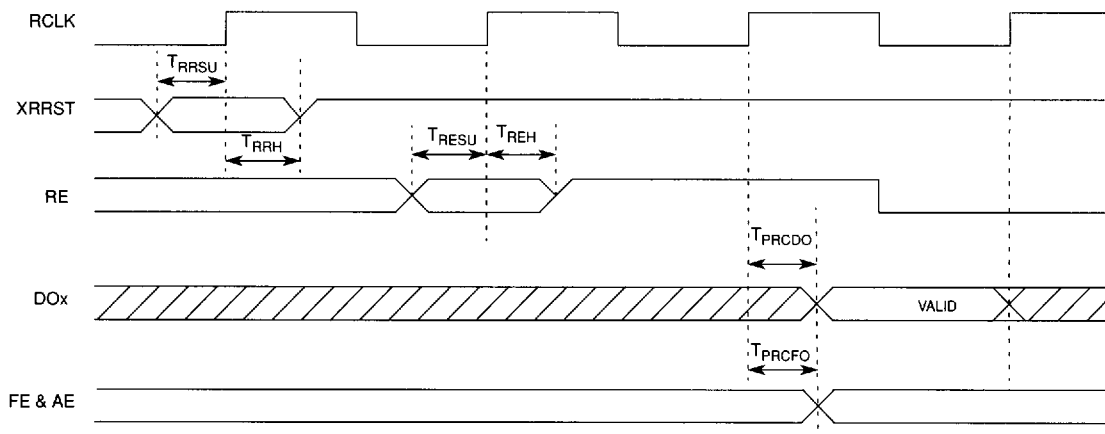 RCLK
T_RRSU
XRRST
T_RRH
T_RESU
T_REH
RE
T_PRCDO
DOx
VALID
T_PRCFO
FE & AE